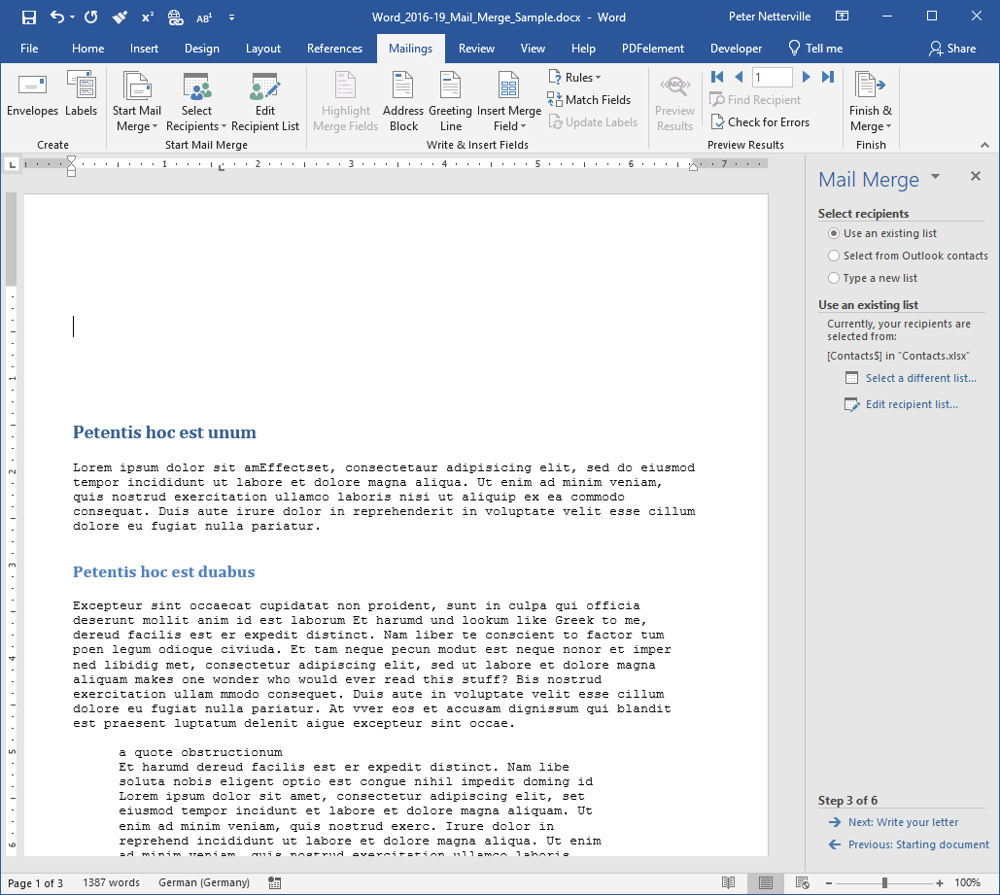 Word_2016-19_Mail_Merge_Sample.docx - Word
Peter Netterville
File Home Insert Design Layout References Mailings Review View Help PDFelement Developer Tell me Share
Envelopes
Labels
Create
Start Mail
Merge
Select
Recipients
Edit
Recipient List
Start Mail Merge
Highlight
Merge Fields
Address
Block
Greeting
Line
Insert Merge
Field
Rules
Match Fields
Update Labels
Write & Insert Fields
ABC
Preview
Results
1
Find Recipient
Check for Errors
Preview Results
Finish &
Merge
Finish
L
1 2 3 4 5 6 7
Petentis hoc est unum
Lorem ipsum dolor sit amEffectset, consectetaur adipisicing elit, sed do eiusmod
tempor incididunt ut labore et dolore magna aliqua. Ut enim ad minim veniam,
quis nostrud exercitation ullamco laboris nisi ut aliquip ex ea commodo
consequat. Duis aute irure dolor in reprehenderit in voluptate velit esse cillum
dolore eu fugiat nulla pariatur.
Petentis hoc est duabus
Excepteur sint occaecat cupidatat non proident, sunt in culpa qui officia
deserunt mollit anim id est laborum Et harumd und lookum like Greek to me,
dereud facilis est er expedit distinct. Nam liber te conscient to factor tum
poen legum odioque civiuda. Et tam neque pecun modut est neque nonor et imper
ned libidig met, consectetur adipiscing elit, sed ut labore et dolore magna
aliquam makes one wonder who would ever read this stuff? Bis nostrud
exercitation ullam mmodo consequet. Duis aute in voluptate velit esse cillum
dolore eu fugiat nulla pariatur. At vver eos et accusam dignissum qui blandit
est praesent luptatum delenit aigue excepteur sint occae.
a quote obstructionum
Et harumd dereud facilis est er expedit distinct. Nam libe
soluta nobis eligent optio est congue nihil impedit doming id
Lorem ipsum dolor sit amet, consectetur adipiscing elit, set
eiusmod tempor incidunt et labore et dolore magna aliquam. Ut
enim ad minim veniam, quis nostrud exerc. Irure dolor in
reprehend incididunt ut labore et dolore magna aliqua. Ut enim
ad minim veniam, quis nostrud exercitation ullamco laboris
Mail Merge
Select recipients
Use an existing list
Select from Outlook contacts
Type a new list
Use an existing list
Currently, your recipients are
selected from:
[Contacts$] in "Contacts.xlsx"
Select a different list...
Edit recipient list...
Step 3 of 6
Next: Write your letter
Previous: Starting document
Page 1 of 3 1387 words German (Germany) 100%